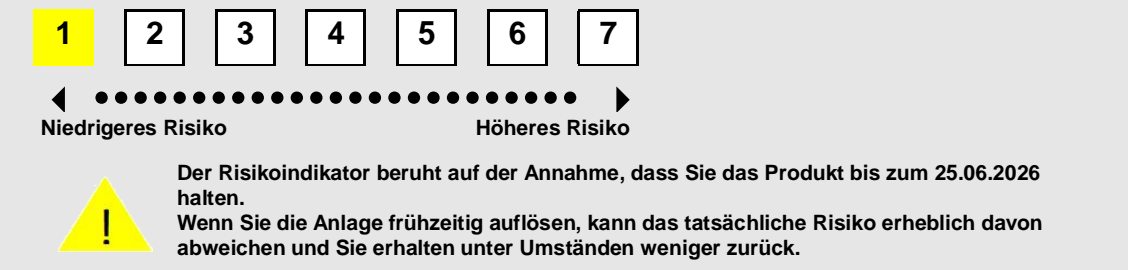 1 2 3 4 5 6 7
Niedrigeres Risiko Höheres Risiko
Der Risikoindikator beruht auf der Annahme, dass Sie das Produkt bis zum 25.06.2026
halten.
Wenn Sie die Anlage frühzeitig auflösen, kann das tatsächliche Risiko erheblich davon
abweichen und Sie erhalten unter Umständen weniger zurück.
!